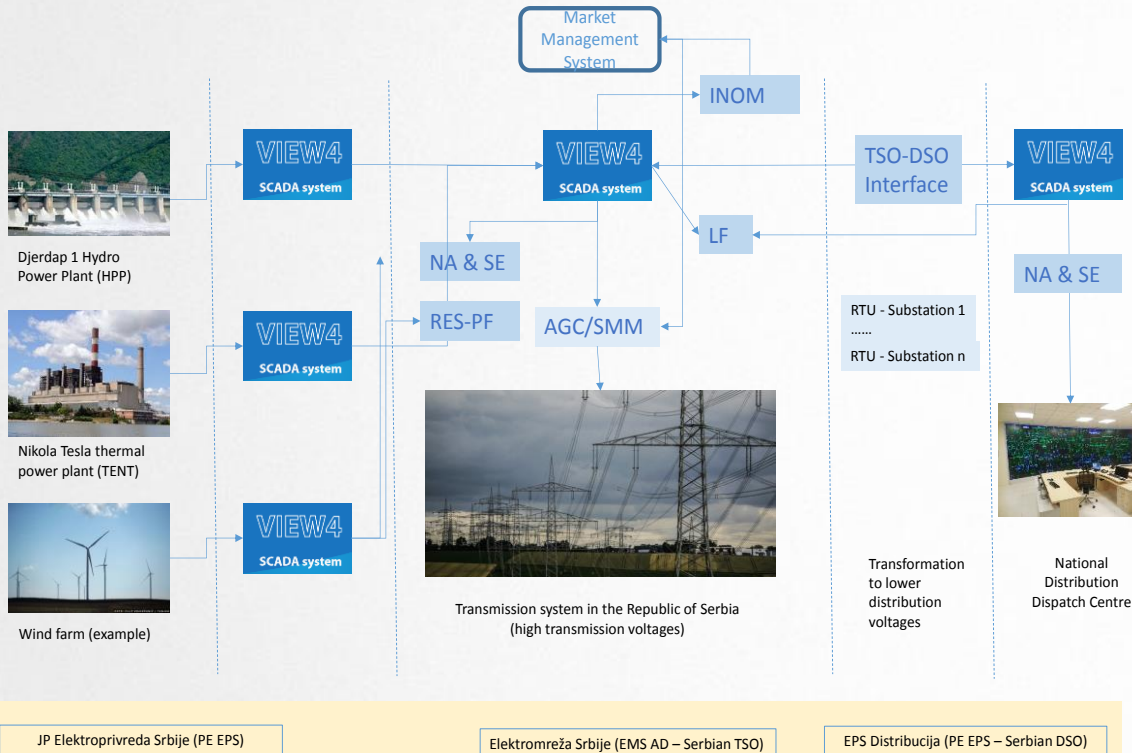 Market
Management
System
INOM
VIEW4
SCADA system
VIEW4
SCADA system
TSO-DSO
Interface
VIEW4
SCADA system
Djerdap 1 Hydro
Power Plant (HPP)
NA & SE
LF
NA & SE
VIEW4
SCADA system
RES-PF
AGC/SMM
RTU - Substation 1
......
RTU - Substation n
Nikola Tesla thermal
power plant (TENT)
VIEW4
SCADA system
Wind farm (example)
Transmission system in the Republic of Serbia
(high transmission voltages)
Transformation
to lower
distribution
voltages
National
Distribution
Dispatch Centre
JP Elektroprivreda Srbije (PE EPS)
Elektromreža Srbije (EMS AD – Serbian TSO)
EPS Distribucija (PE EPS – Serbian DSO)